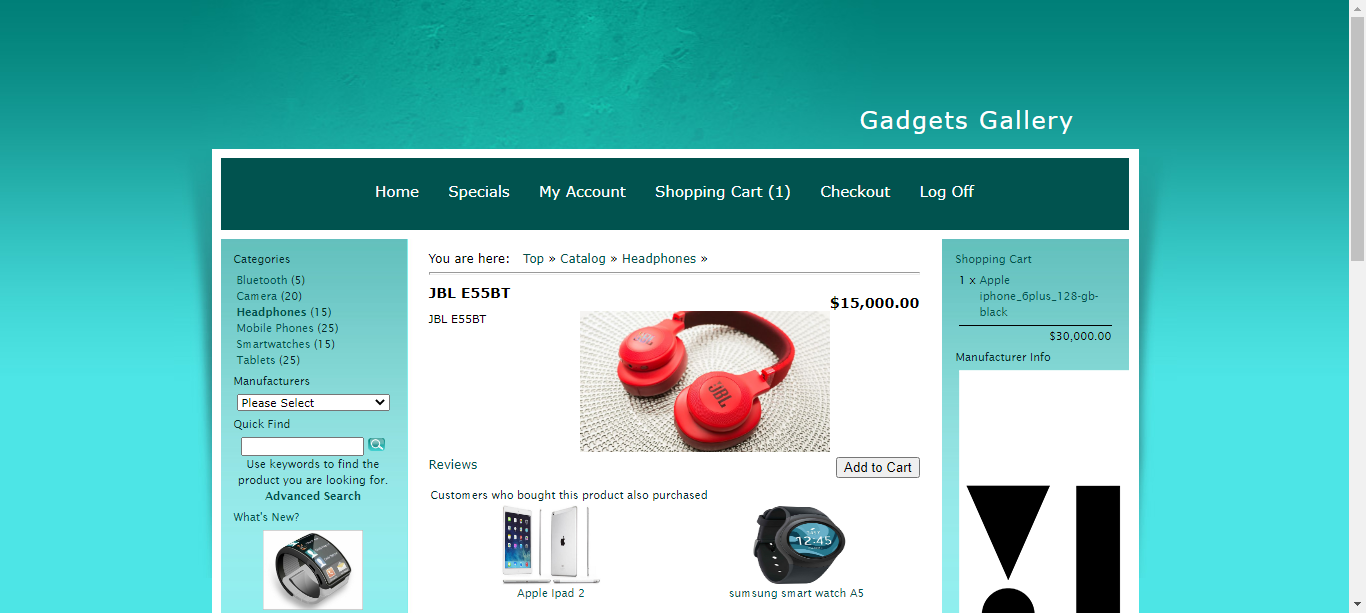 Gadgets Gallery
Home Specials My Account Shopping Cart (1) Checkout Log Off
Categories
Bluetooth (5)
Camera (20)
Headphones (15)
Mobile Phones (25)
Smartwatches (15)
Tablets (25)
Manufacturers
Please Select
Quick Find
Use keywords to find the
product you are looking for.
Advanced Search
What's New?
You are here: Top » Catalog » Headphones »
JBL E55BT
$15,000.00
JBL E55BT
JBL
Reviews
Add to Cart
Customers who bought this product also purchased
12:45
Apple Ipad 2
sumsung smart watch A5
Shopping Cart
1 x Apple
iphone_6plus_128-gb-
black
$30,000.00
Manufacturer Info